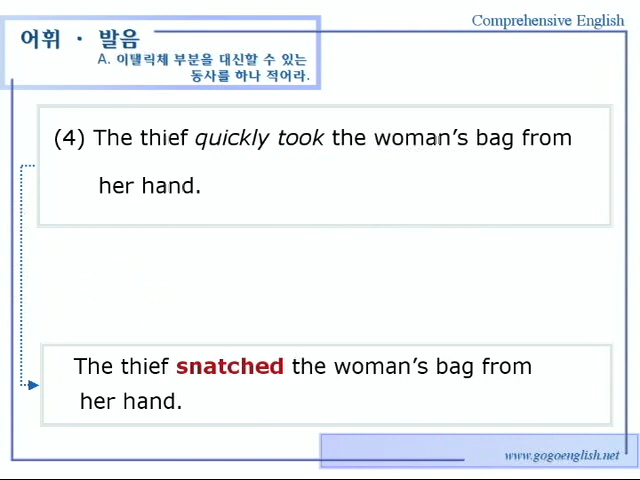 Comprehensive English
어휘 · 발음
A. 이탤릭체 부분을 대신할 수 있는
동사를 하나 적어라.
(4) The thief quickly took the woman's bag from
her hand.
The thief snatched the woman's bag from
her hand.
www.gogoenglish.net